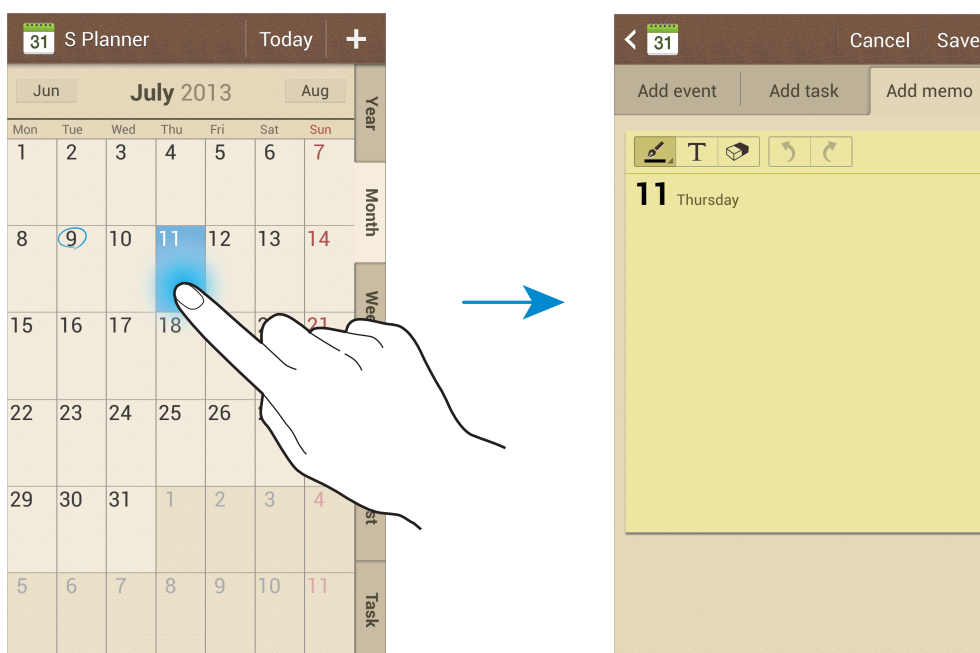 31 S Planner Today +
Jun July 2013 Aug
Mon Tue Wed Thu Fri Sat Sun
1 2 3 4 5 6 7
8 9 10 11 12 13 14
15 16 17 18 21
22 23 24 25 26
29 30 31 1 2 3 4
5 6 7 8 9 10 11
Year
Month
Task
31 Cancel Save
Add event Add task Add memo
T
11 Thursday